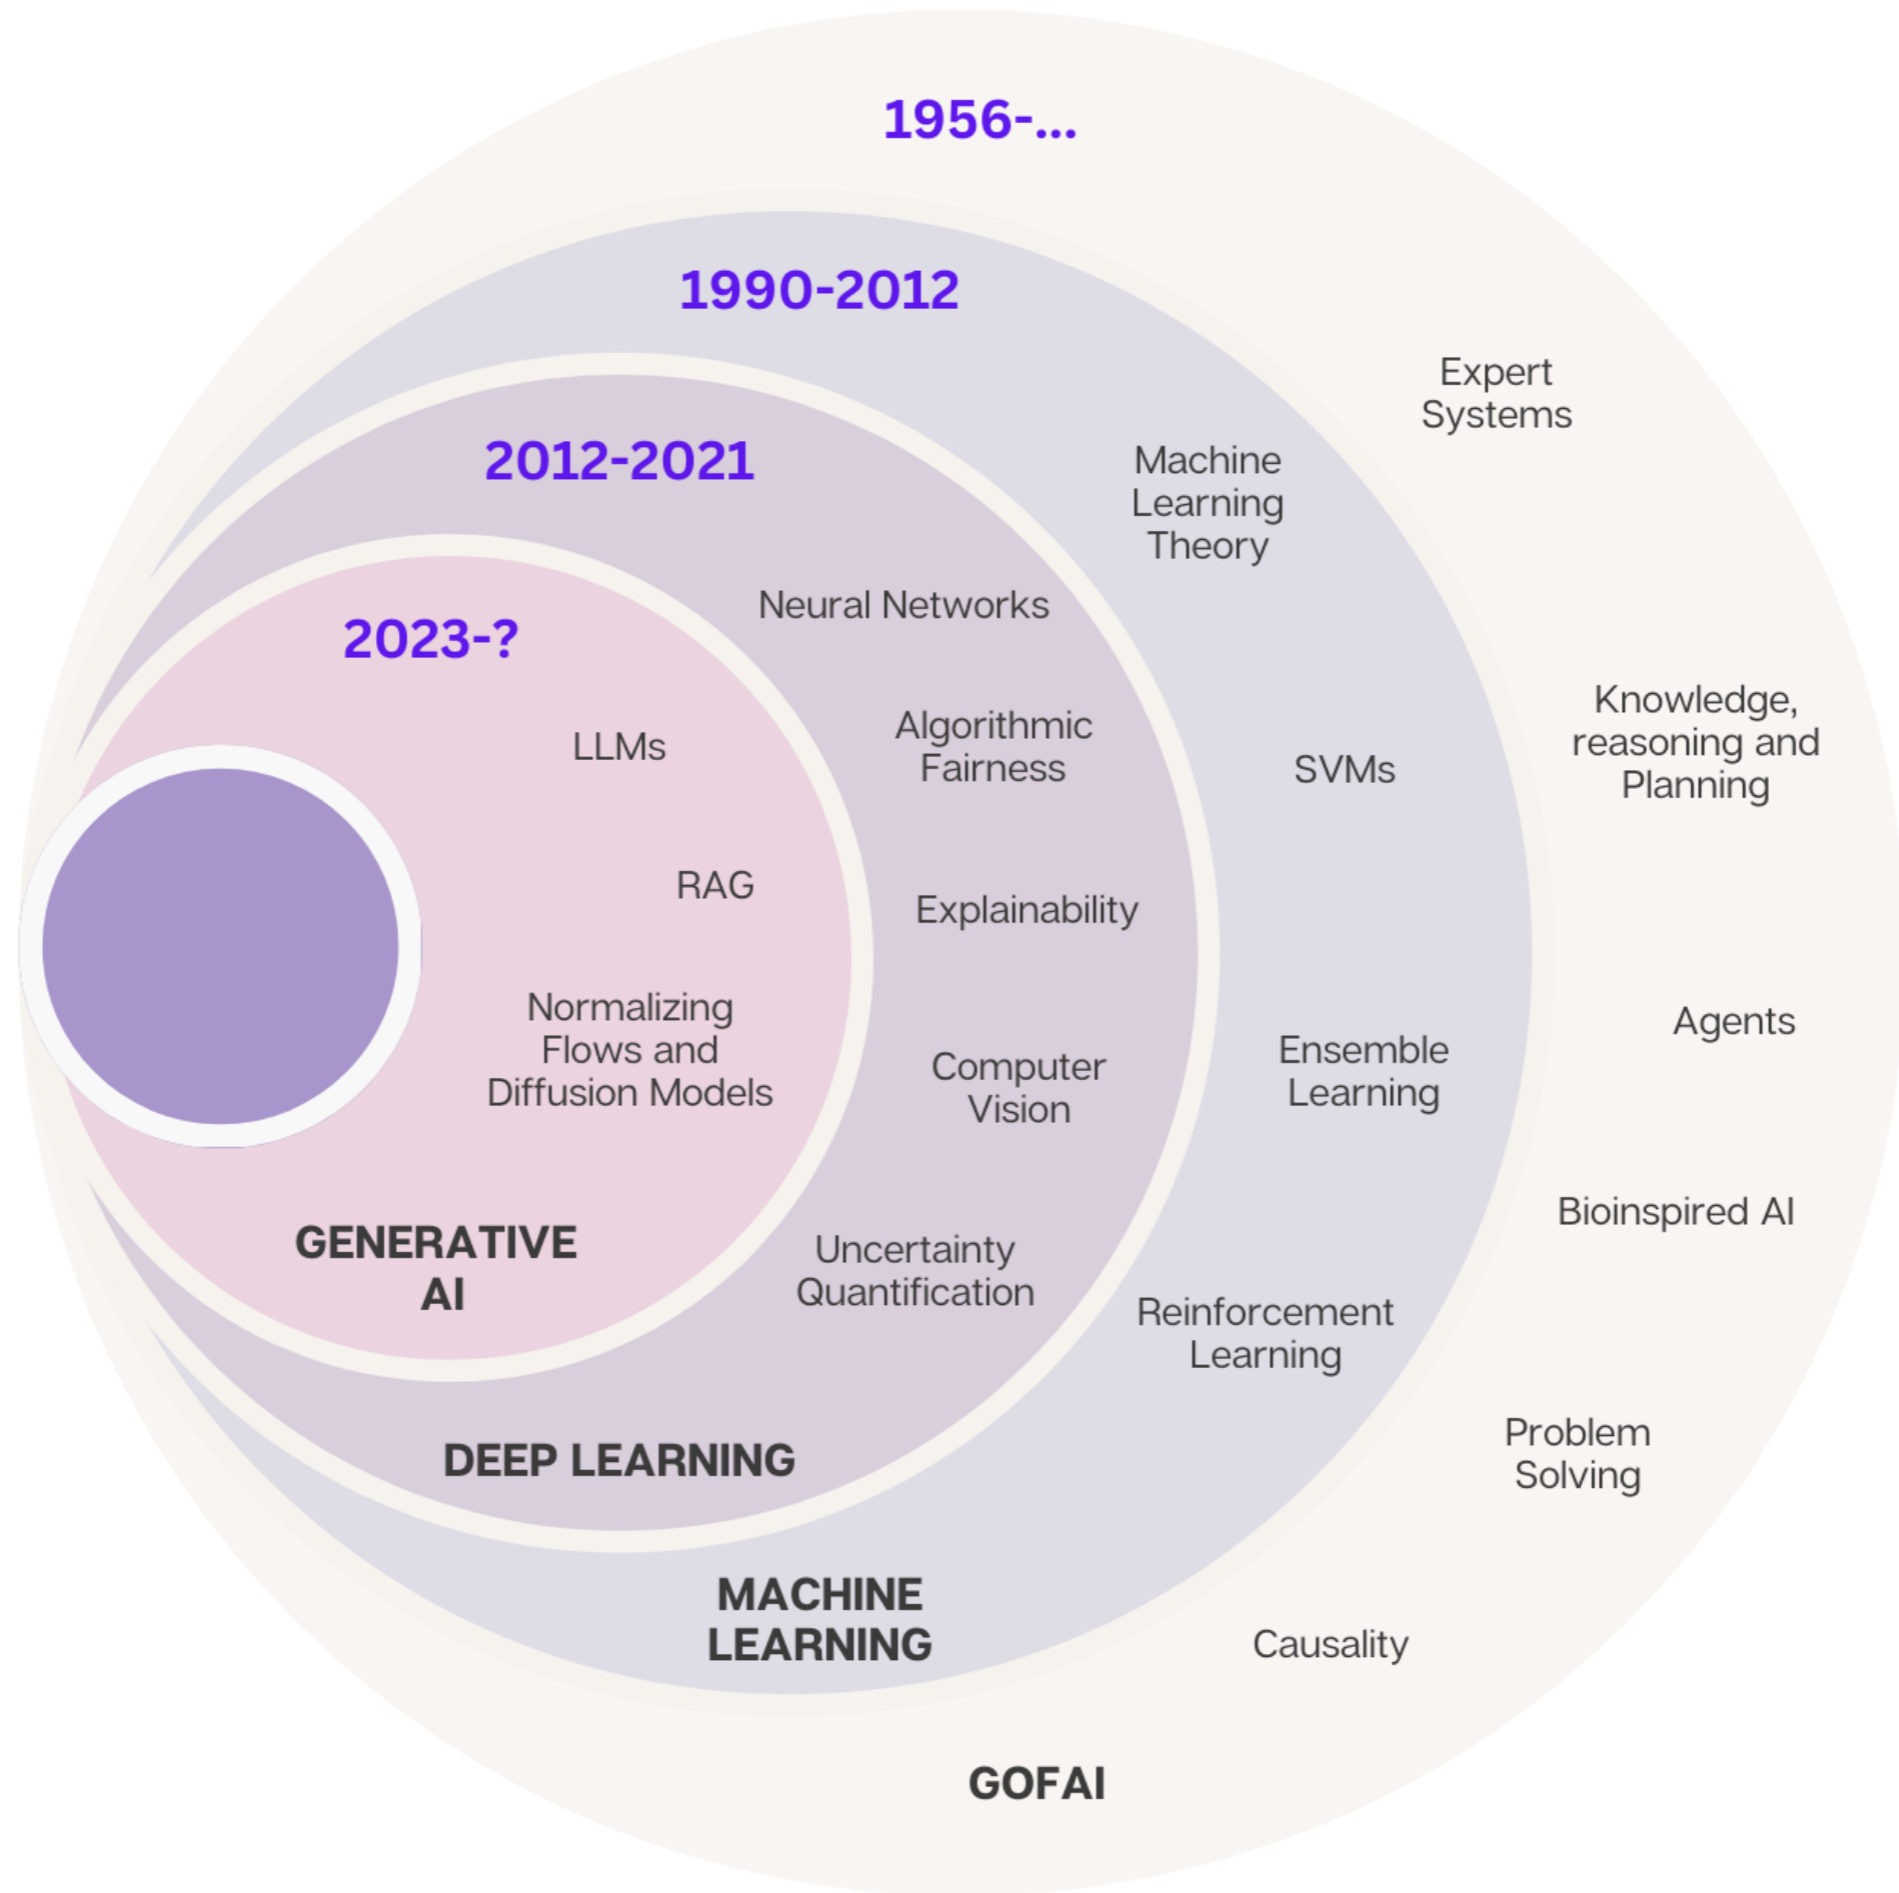 1956-...
1990-2012
2012-2021
2023-?
Expert
Systems
Machine
Learning
Theory
Neural Networks
Knowledge,
reasoning and
Planning
Algorithmic
Fairness
LLMs
SVMs
RAG
Explainability
Agents
Normalizing
Flows and
Diffusion Models
Computer
Vision
Ensemble
Learning
Bioinspired AI
GENERATIVE
AI
Uncertainty
Quantification
Reinforcement
Learning
Problem
Solving
DEEP LEARNING
MACHINE
LEARNING
Causality
GOFAI